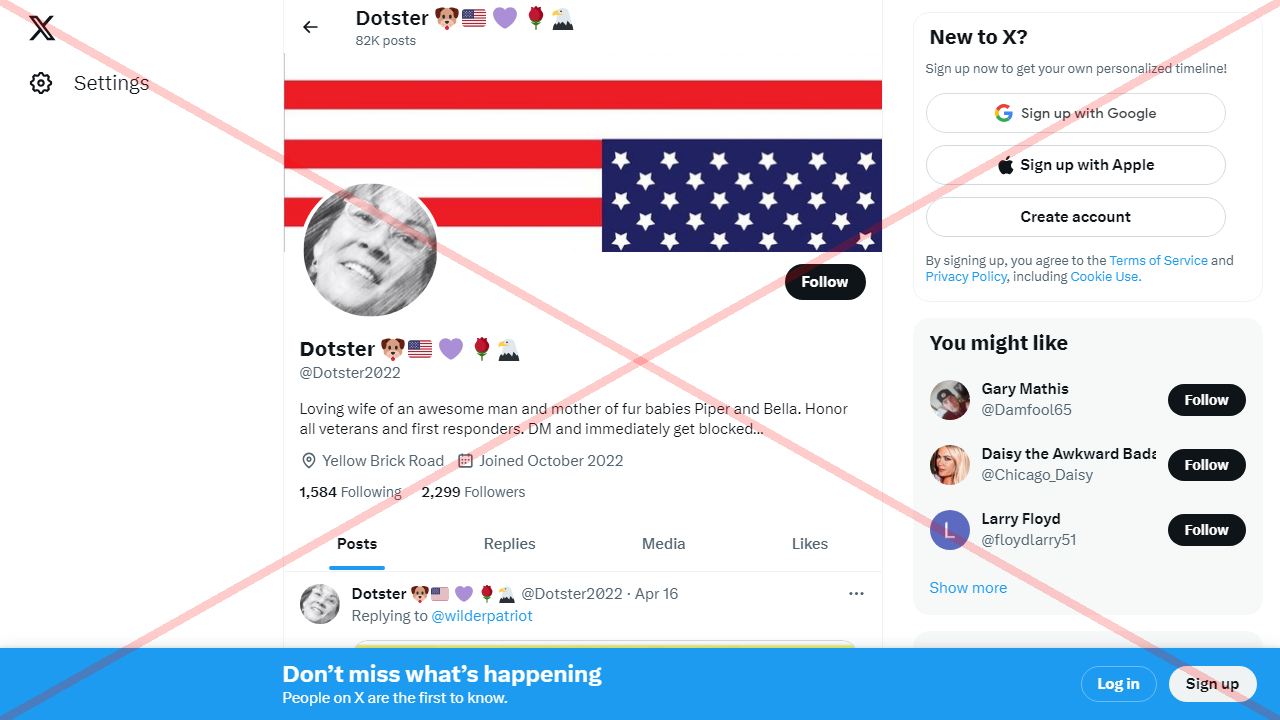 Dotster
82K posts
Settings
Follow
Dotster
@Dotster2022
Loving wife of an awesome man and mother of fur babies Piper and Bella. Honor
all veterans and first responders. DM and immediately get blocked...
Yellow Brick Road Joined October 2022
1,584 Following 2,299 Followers
Posts Replies Media Likes
Dotster @Dotster2022 · Apr 16
Replying to @wilderpatriot
New to X?
Sign up now to get your own personalized timeline!
Sign up with Google
Sign up with Apple
Create account
By signing up, you agree to the Terms of Service and
Privacy Policy, including Cookie Use.
You might like
Gary Mathis
@Damfool65
Follow
Daisy the Awkward Bada
@Chicago_Daisy
Follow
L
Larry Floyd
@floydlarry51
Follow
Show more
Don’t miss what’s happening
People on X are the first to know.
Log in
Sign up